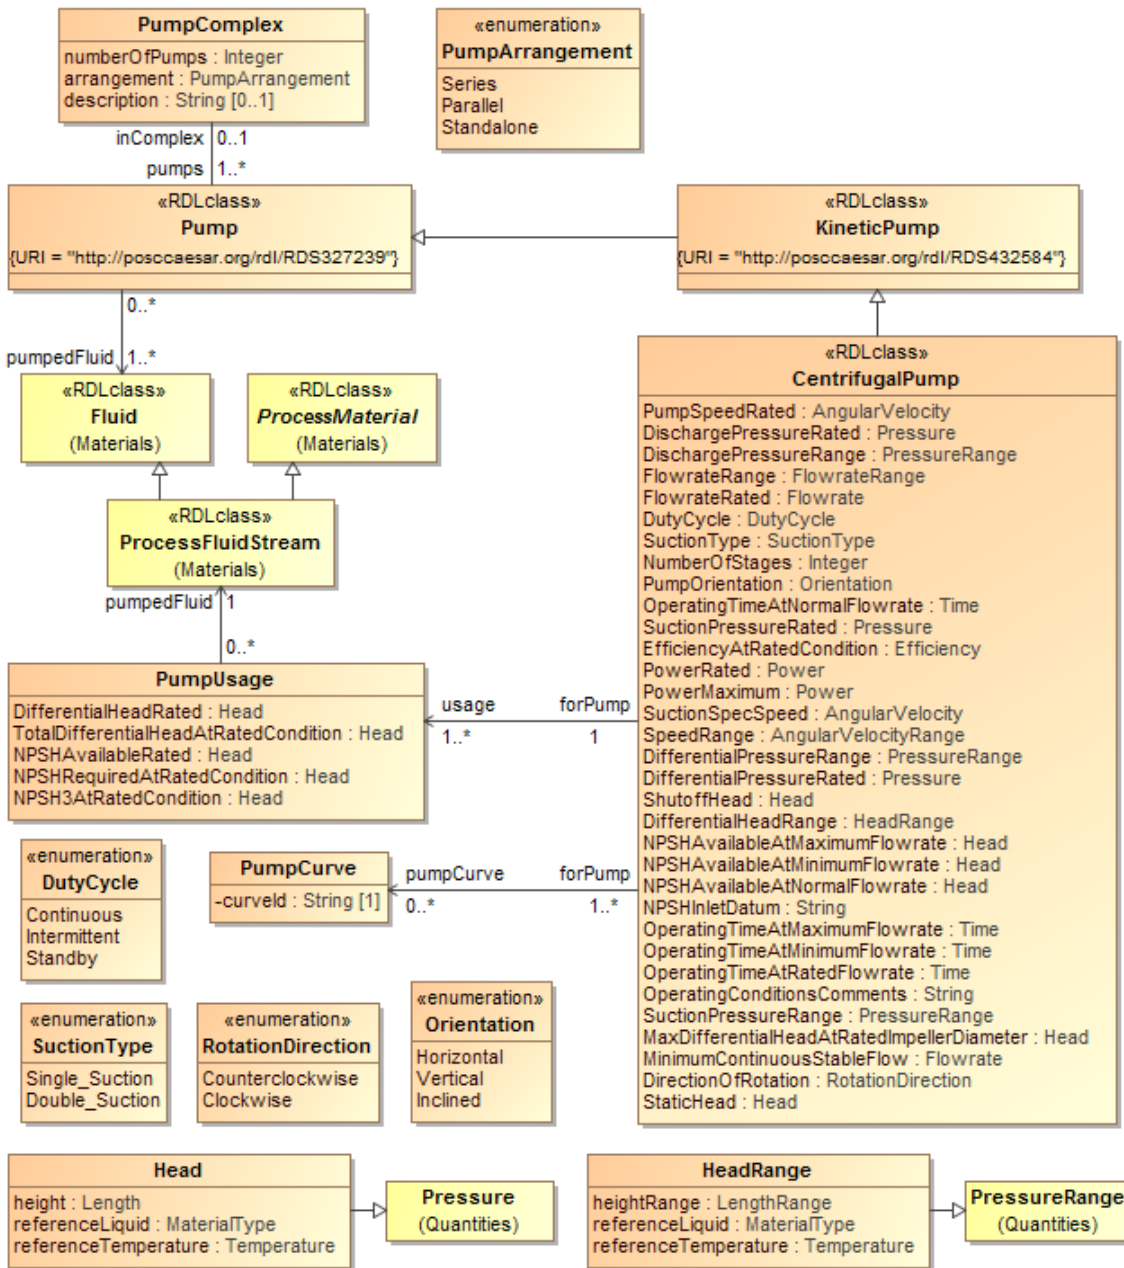 PumpComplex
numberOfPumps : Integer
arrangement : PumpArrangement
description : String [0..1]
«enumeration»
PumpArrangement
Series
Parallel
Standalone
inComplex 0..1
pumps 1..*
«RDLclass»
Pump
{URI = "http://posccaesar.org/rdl/RDS327239"}
«RDLclass»
KineticPump
{URI = "http://posccaesar.org/rdl/RDS432584"}
0..*
pumpedFluid 1..*
«RDLclass»
Fluid
(Materials)
«RDLclass»
ProcessMaterial
(Materials)
«RDLclass»
ProcessFluidStream
(Materials)
pumpedFluid 1
0..*
«RDLclass»
CentrifugalPump
PumpSpeedRated : AngularVelocity
DischargePressureRated : Pressure
DischargePressureRange : PressureRange
FlowrateRange : FlowrateRange
FlowrateRated : Flowrate
DutyCycle : DutyCycle
SuctionType : SuctionType
NumberOfStages : Integer
PumpOrientation : Orientation
OperatingTimeAtNormalFlowrate : Time
SuctionPressureRated : Pressure
EfficiencyAtRatedCondition : Efficiency
PowerRated : Power
PowerMaximum : Power
SuctionSpecSpeed : AngularVelocity
SpeedRange : AngularVelocityRange
DifferentialPressureRange : PressureRange
DifferentialPressureRated : Pressure
ShutoffHead : Head
DifferentialHeadRange : HeadRange
NPSHAvailableAtMaximumFlowrate : Head
NPSHAvailableAtMinimumFlowrate : Head
NPSHAvailableAtNormalFlowrate : Head
NPSHInletDatum : String
OperatingTimeAtMaximumFlowrate : Time
OperatingTimeAtMinimumFlowrate : Time
OperatingTimeAtRatedFlowrate : Time
OperatingConditionsComments : String
SuctionPressureRange : PressureRange
MaxDifferentialHeadAtRatedImpellerDiameter : Head
MinimumContinuousStableFlow : Flowrate
DirectionOfRotation : RotationDirection
StaticHead : Head
PumpUsage
DifferentialHeadRated : Head
TotalDifferentialHeadAtRatedCondition : Head
NPSHAvailableRated : Head
NPSHRequiredAtRatedCondition : Head
NPSH3AtRatedCondition : Head
usage forPump
1..* 1
«enumeration»
DutyCycle
Continuous
Intermittent
Standby
PumpCurve
-curveId : String [1]
pumpCurve forPump
0..* 1..*
«enumeration»
SuctionType
Single_Suction
Double_Suction
«enumeration»
RotationDirection
Counterclockwise
Clockwise
«enumeration»
Orientation
Horizontal
Vertical
Inclined
Head
height : Length
referenceLiquid : MaterialType
referenceTemperature : Temperature
Pressure
(Quantities)
HeadRange
heightRange : LengthRange
referenceLiquid : MaterialType
referenceTemperature : Temperature
PressureRange
(Quantities)